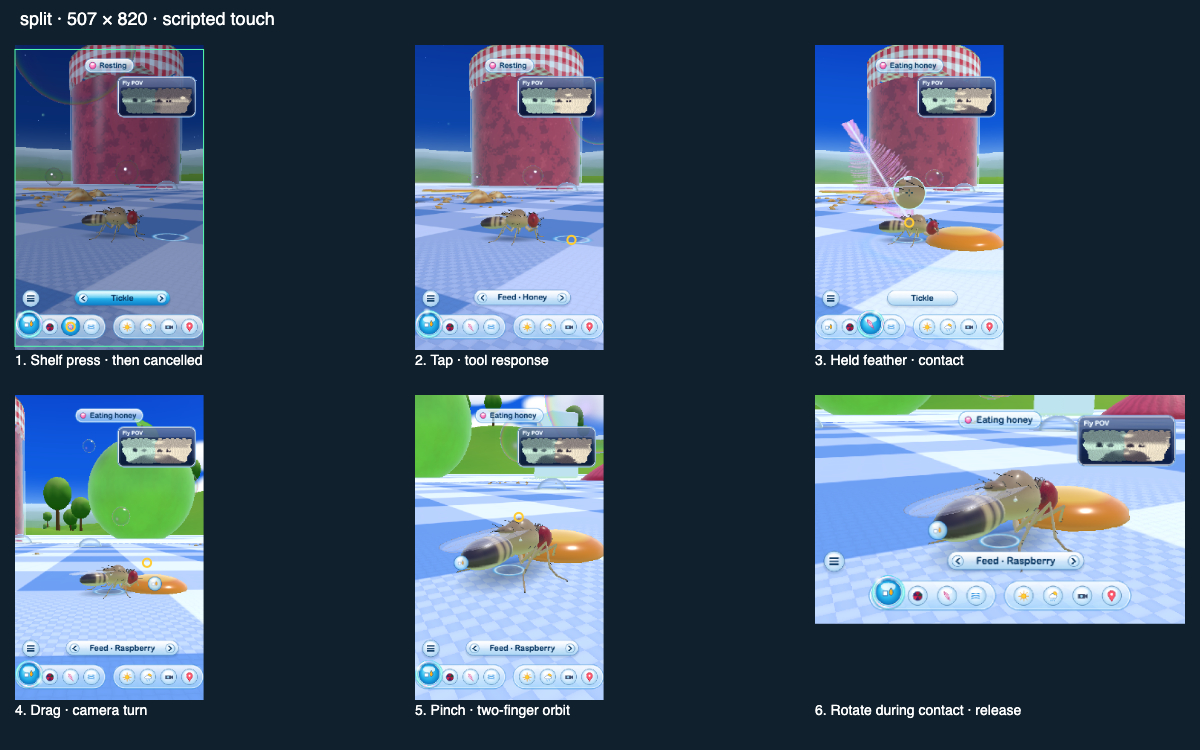 split · 507 × 820 · scripted touch
Resting
Fly POV
Tickle
1. Shelf press · then cancelled
Resting
Fly POV
Feed · Honey
2. Tap · tool response
Eating honey
Fly POV
Tickle
3. Held feather · contact
Eating honey
Fly POV
Feed · Raspberry
4. Drag · camera turn
Eating honey
Fly POV
Feed · Raspberry
5. Pinch · two-finger orbit
Eating honey
Fly POV
Feed · Raspberry
6. Rotate during contact · release